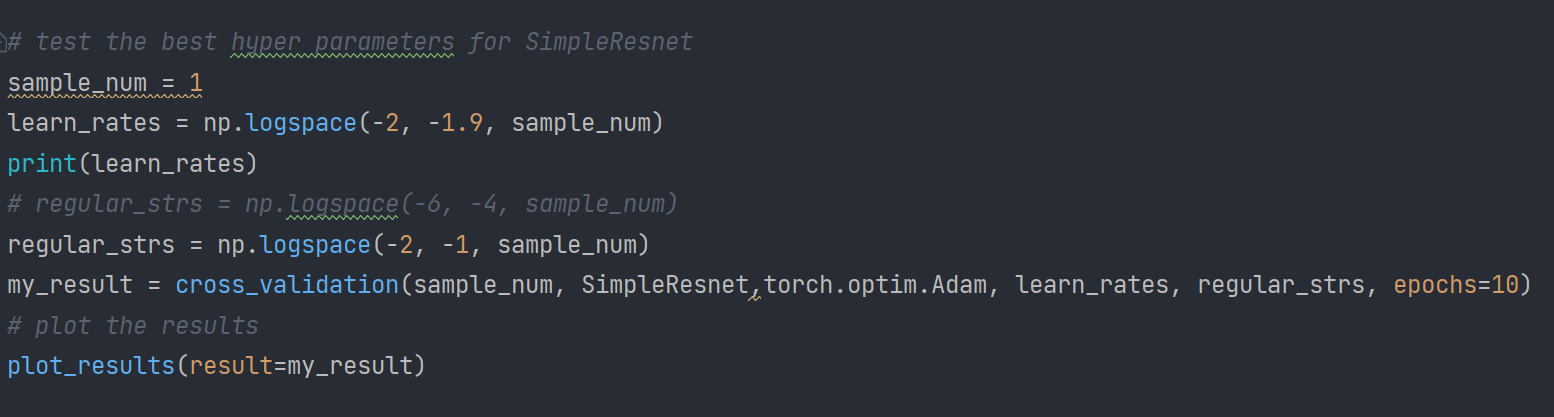 # test the best hyper parameters for SimpleResnet
sample_num = 1
learn_rates = np.logspace(-2, -1.9, sample_num)
print(learn_rates)
# regular_strs = np.logspace(-6, -4, sample_num)
regular_strs = np.logspace(-2, -1, sample_num)
my_result = cross_validation(sample_num, SimpleResnet,torch.optim.Adam, learn_rates, regular_strs, epochs=10)
# plot the results
plot_results(result=my_result)